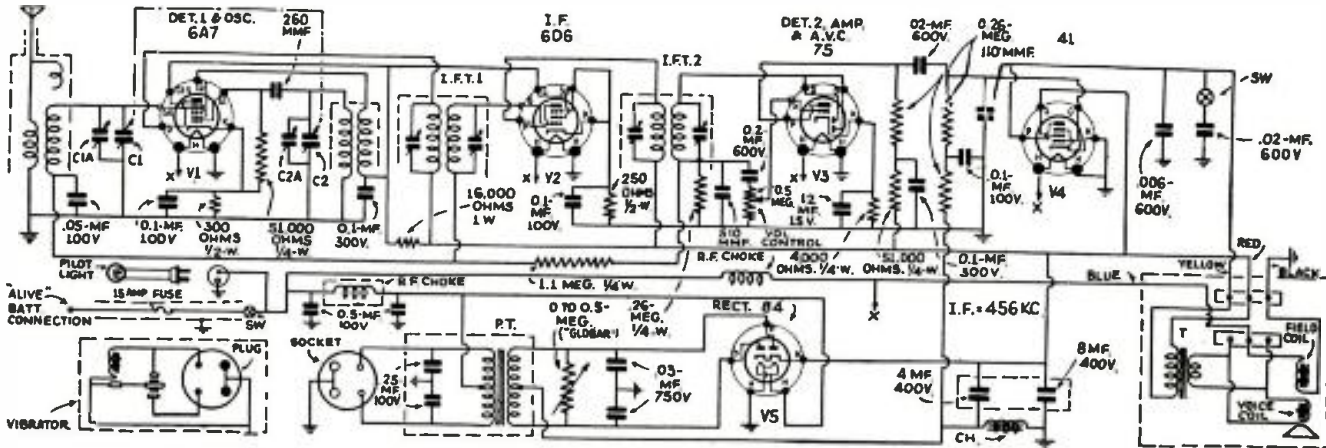 DET. 1 & OSC.
6A7
260
MMF
I.F.
6D6
DET. 2, AMP.
& A.V.C.
75
.02-MF.
600V.
0.26-
MEG.
110 MMF.
41
I.F.T.1
I.F.T.2
SW
C1A
C1
V1
C2A
C2
V2
V3
V4
X
X
X
X
.05-MF.
100V
0.1-MF.
100V.
300
OHMS
1/2-W.
51,000
OHMS
1/4-W.
0.1-MF.
300V.
16,000
OHMS
1 W
0.1-
MF.
100V.
250
OHMS
1/2-W
0.2-
MF.
600V.
0.5
MEG.
510
MMF.
VOL.
CONTROL
12
MF.
15 V.
4,000
OHMS. 1/4-W.
51,000
OHMS. 1/4-W.
0.1-
MF.
100V.
0.1-MF.
300V.
.006-
MF.
600V.
.02-MF.
600V
PILOT
LIGHT
15 AMP FUSE
"ALIVE"
BATT
CONNECTION
SW
R.F CHOKE
0.5-MF.
100V
1.1 MEG. 1/4 W.
R.F. CHOKE
X
BLUE
YELLOW
RED
BLACK
I.F.=456 KC
PLUG
VIBRATOR
SOCKET
P.T.
.25
MF
100V.
0 TO 0.5-
MEG.
("GLOBAR")
.26-
MEG.
1/4-W.
.03-
MF
750V.
RECT. 84
V5
4 MF.
400V.
8 MF.
400V.
CH.
T
FIELD
COIL
VOICE
COIL